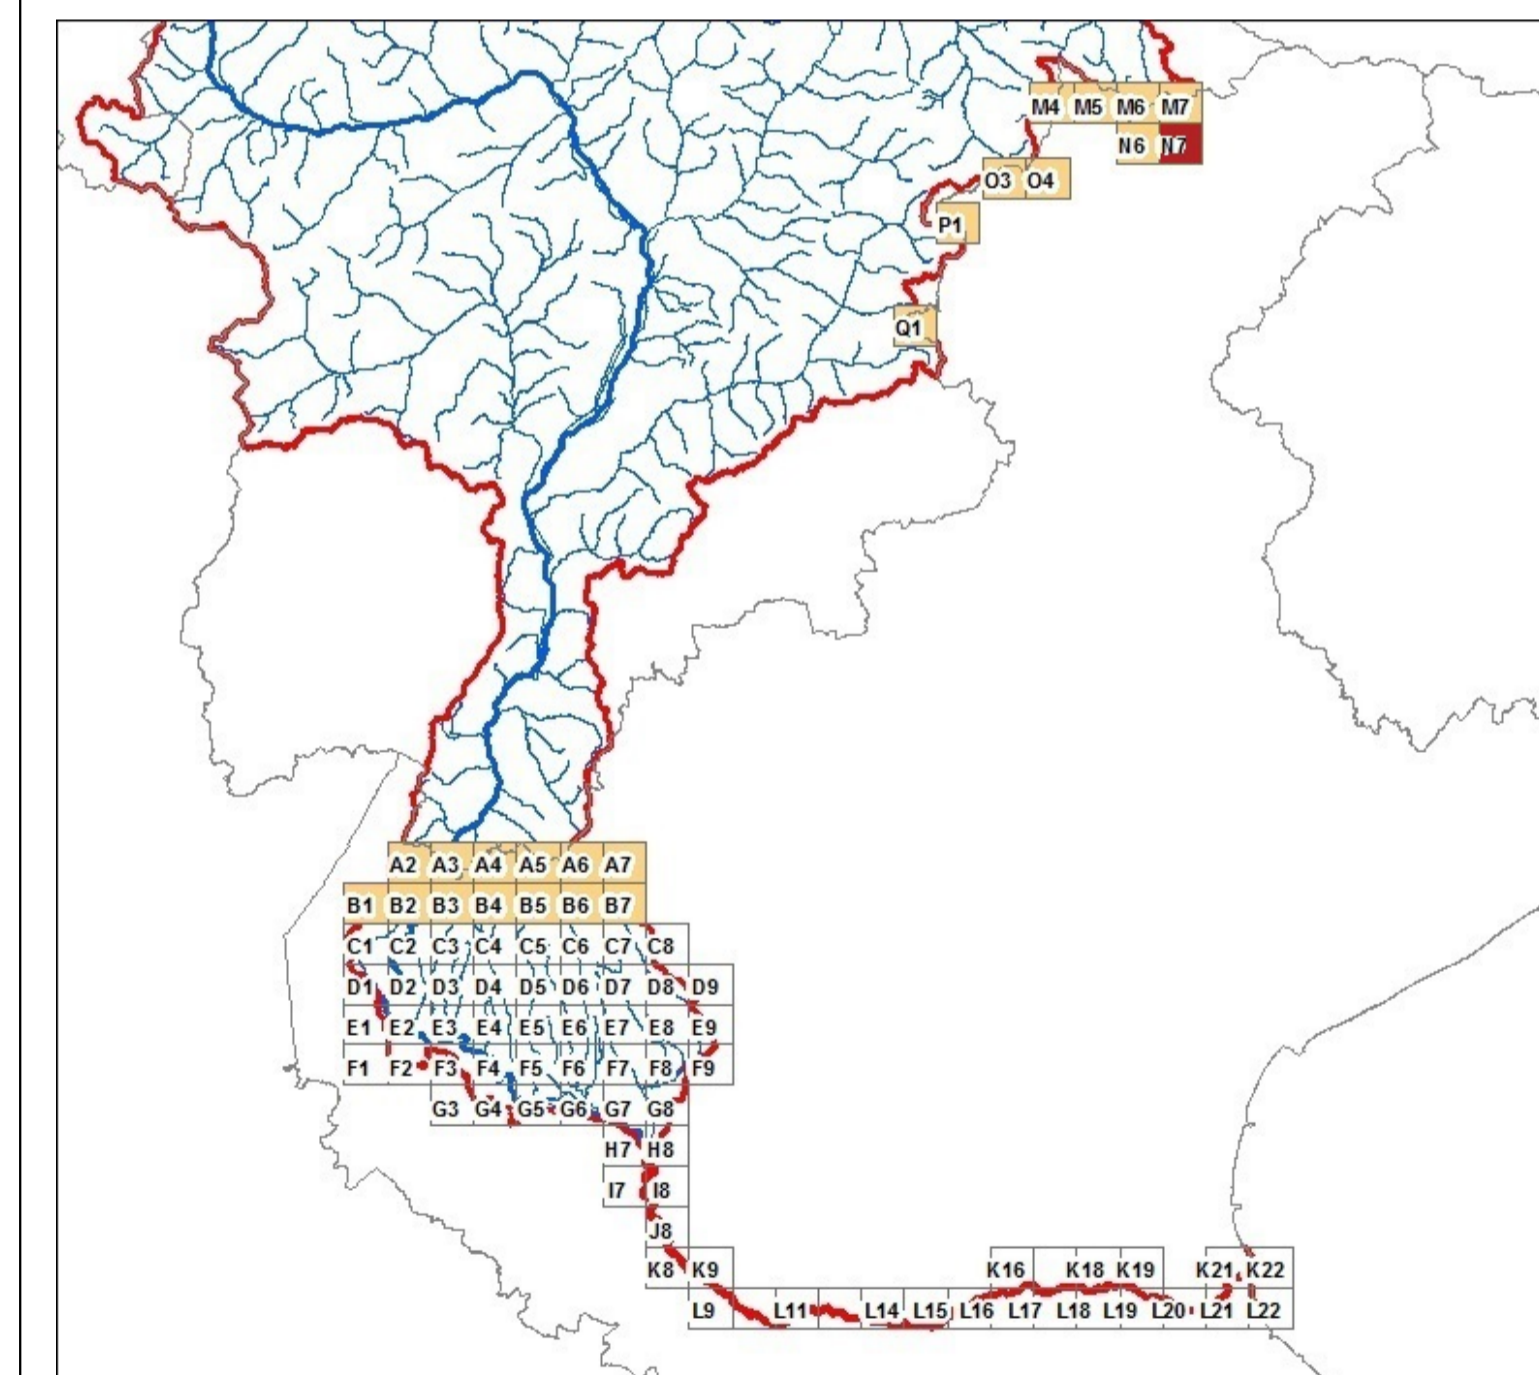 M4 M5 M6 M7
N6 N7
O3 O4
P1
Q1
A2 A3 A4 A5 A6 A7
B1 B2 B3 B4 B5 B6 B7
C1 C2 C3 C4 C5 C6 C7 C8
D1 D2 D3 D4 D5 D6 D7 D8 D9
E1 E2 E3 E4 E5 E6 E7 E8 E9
F1 F2 F3 F4 F5 F6 F7 F8 F9
G3 G4 G5 G6 G7 G8
H7 H8
I7 I8
J8
K8 K9 K16 K18 K19 K21 K22
L9 L11 L14 L15 L16 L17 L18 L19 L20 L21 L22